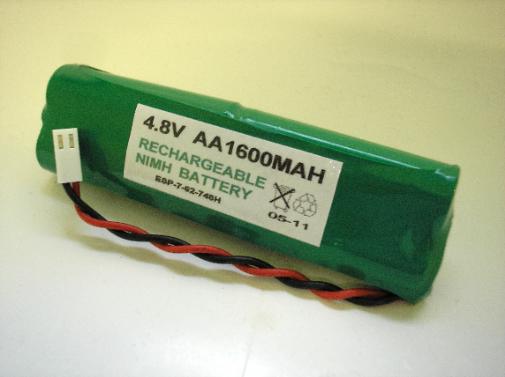 4.8V AA1600MAH
RECHARGEABLE
NIMH BATTERY
ESP-7-62-748H
05-11